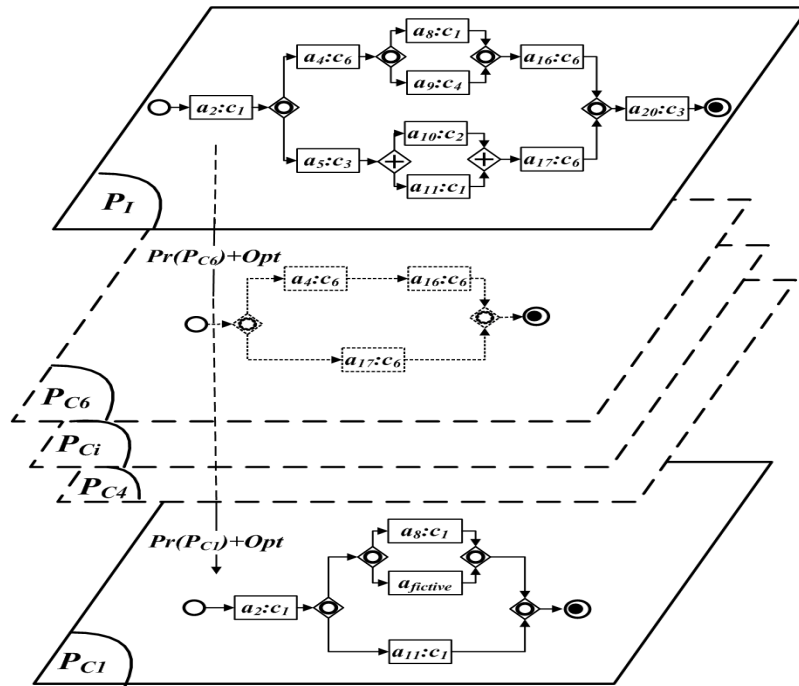 a8:c1
a4:c6
a16:c6
a9:c4
a2:c1
a20:c3
a10:c2
a5:c3
a17:c6
a11:c1
PI
Pr(PC6)+Opt
a4:c6
a16:c6
a17:c6
PC6
PCi
PC4
Pr(PC1)+Opt
a8:c1
afictive
a2:c1
a11:c1
PC1